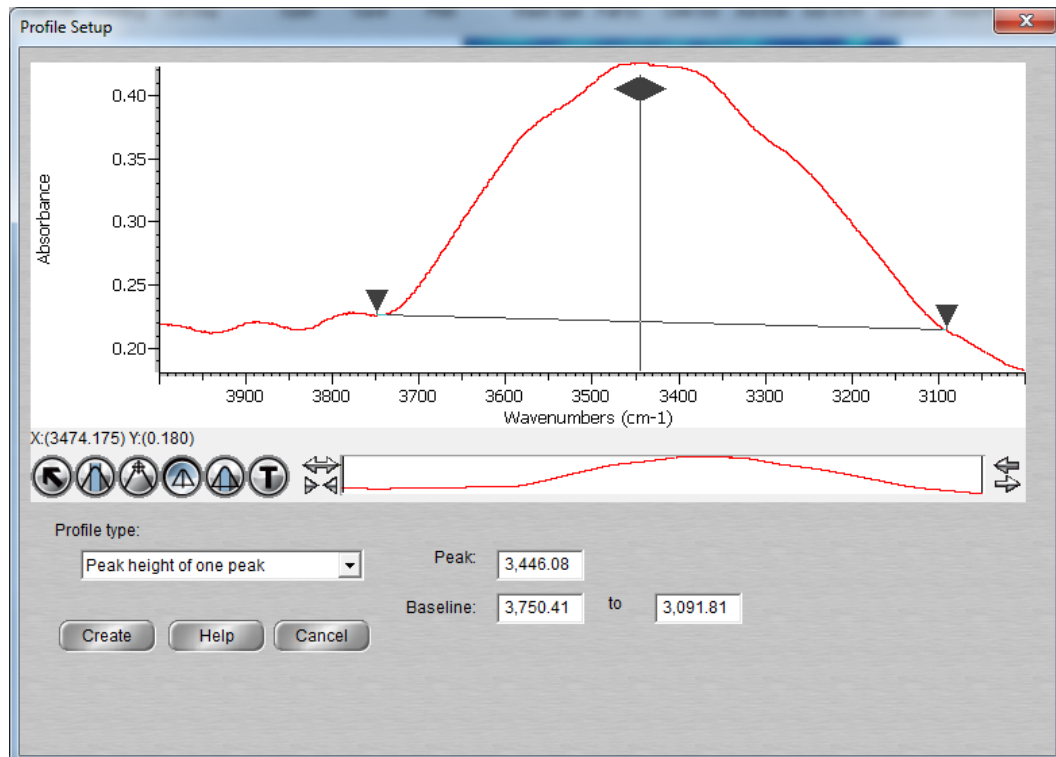 Profile Setup
0.40
0.35
0.30
0.25
0.20
Absorbance
3900 3800 3700 3600 3500 3400 3300 3200 3100
Wavenumbers (cm-1)
X:(3474.175) Y:(0.180)
T
Profile type:
Peak height of one peak
Peak: 3,446.08
Baseline: 3,750.41 to 3,091.81
Create Help Cancel